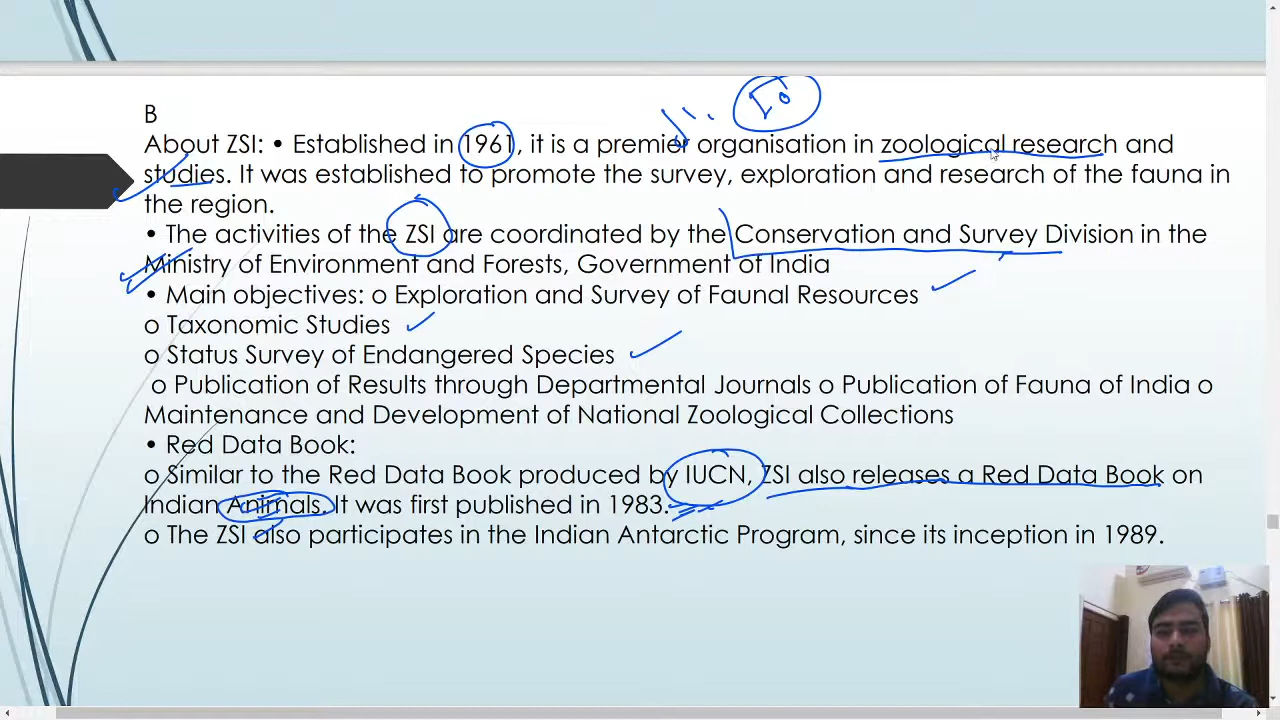 B
About ZSI: • Established in 1961, it is a premier organisation in zoological research and
studies. It was established to promote the survey, exploration and research of the fauna in
the region.
• The activities of the ZSI are coordinated by the Conservation and Survey Division in the
Ministry of Environment and Forests, Government of India
• Main objectives: o Exploration and Survey of Faunal Resources
o Taxonomic Studies
o Status Survey of Endangered Species
o Publication of Results through Departmental Journals o Publication of Fauna of India o
Maintenance and Development of National Zoological Collections
• Red Data Book:
o Similar to the Red Data Book produced by IUCN, ZSI also releases a Red Data Book on
Indian Animals. It was first published in 1983.
o The ZSI also participates in the Indian Antarctic Program, since its inception in 1989.